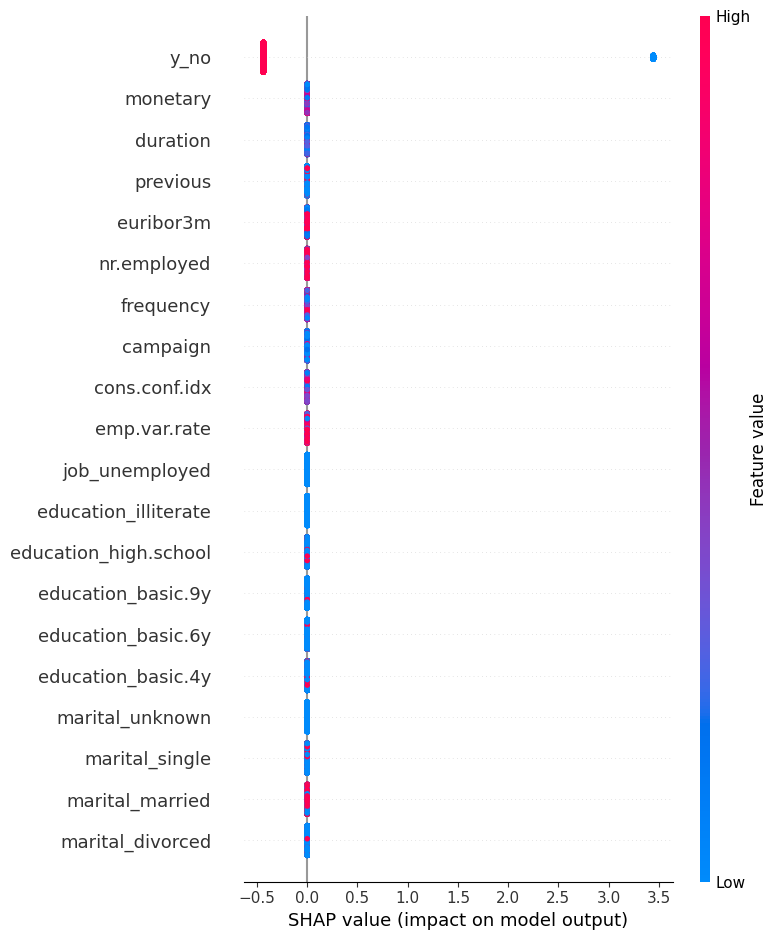 High
y_no
monetary
duration
previous
euribor3m
nr.employed
frequency
campaign
cons.conf.idx
emp.var.rate
job_unemployed
education_illiterate
education_high.school
education_basic.9y
education_basic.6y
education_basic.4y
marital_unknown
marital_single
marital_married
marital_divorced
Feature value
Low
−0.5 0.0 0.5 1.0 1.5 2.0 2.5 3.0 3.5
SHAP value (impact on model output)